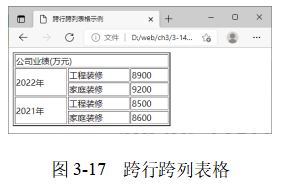 跨行跨列表格示例
文件 D:/web/ch3/3-14...
公司业绩(万元)
2022年 工程装修 8900
家庭装修 9200
2021年 工程装修 8500
家庭装修 8600
图3-17 跨行跨列表格